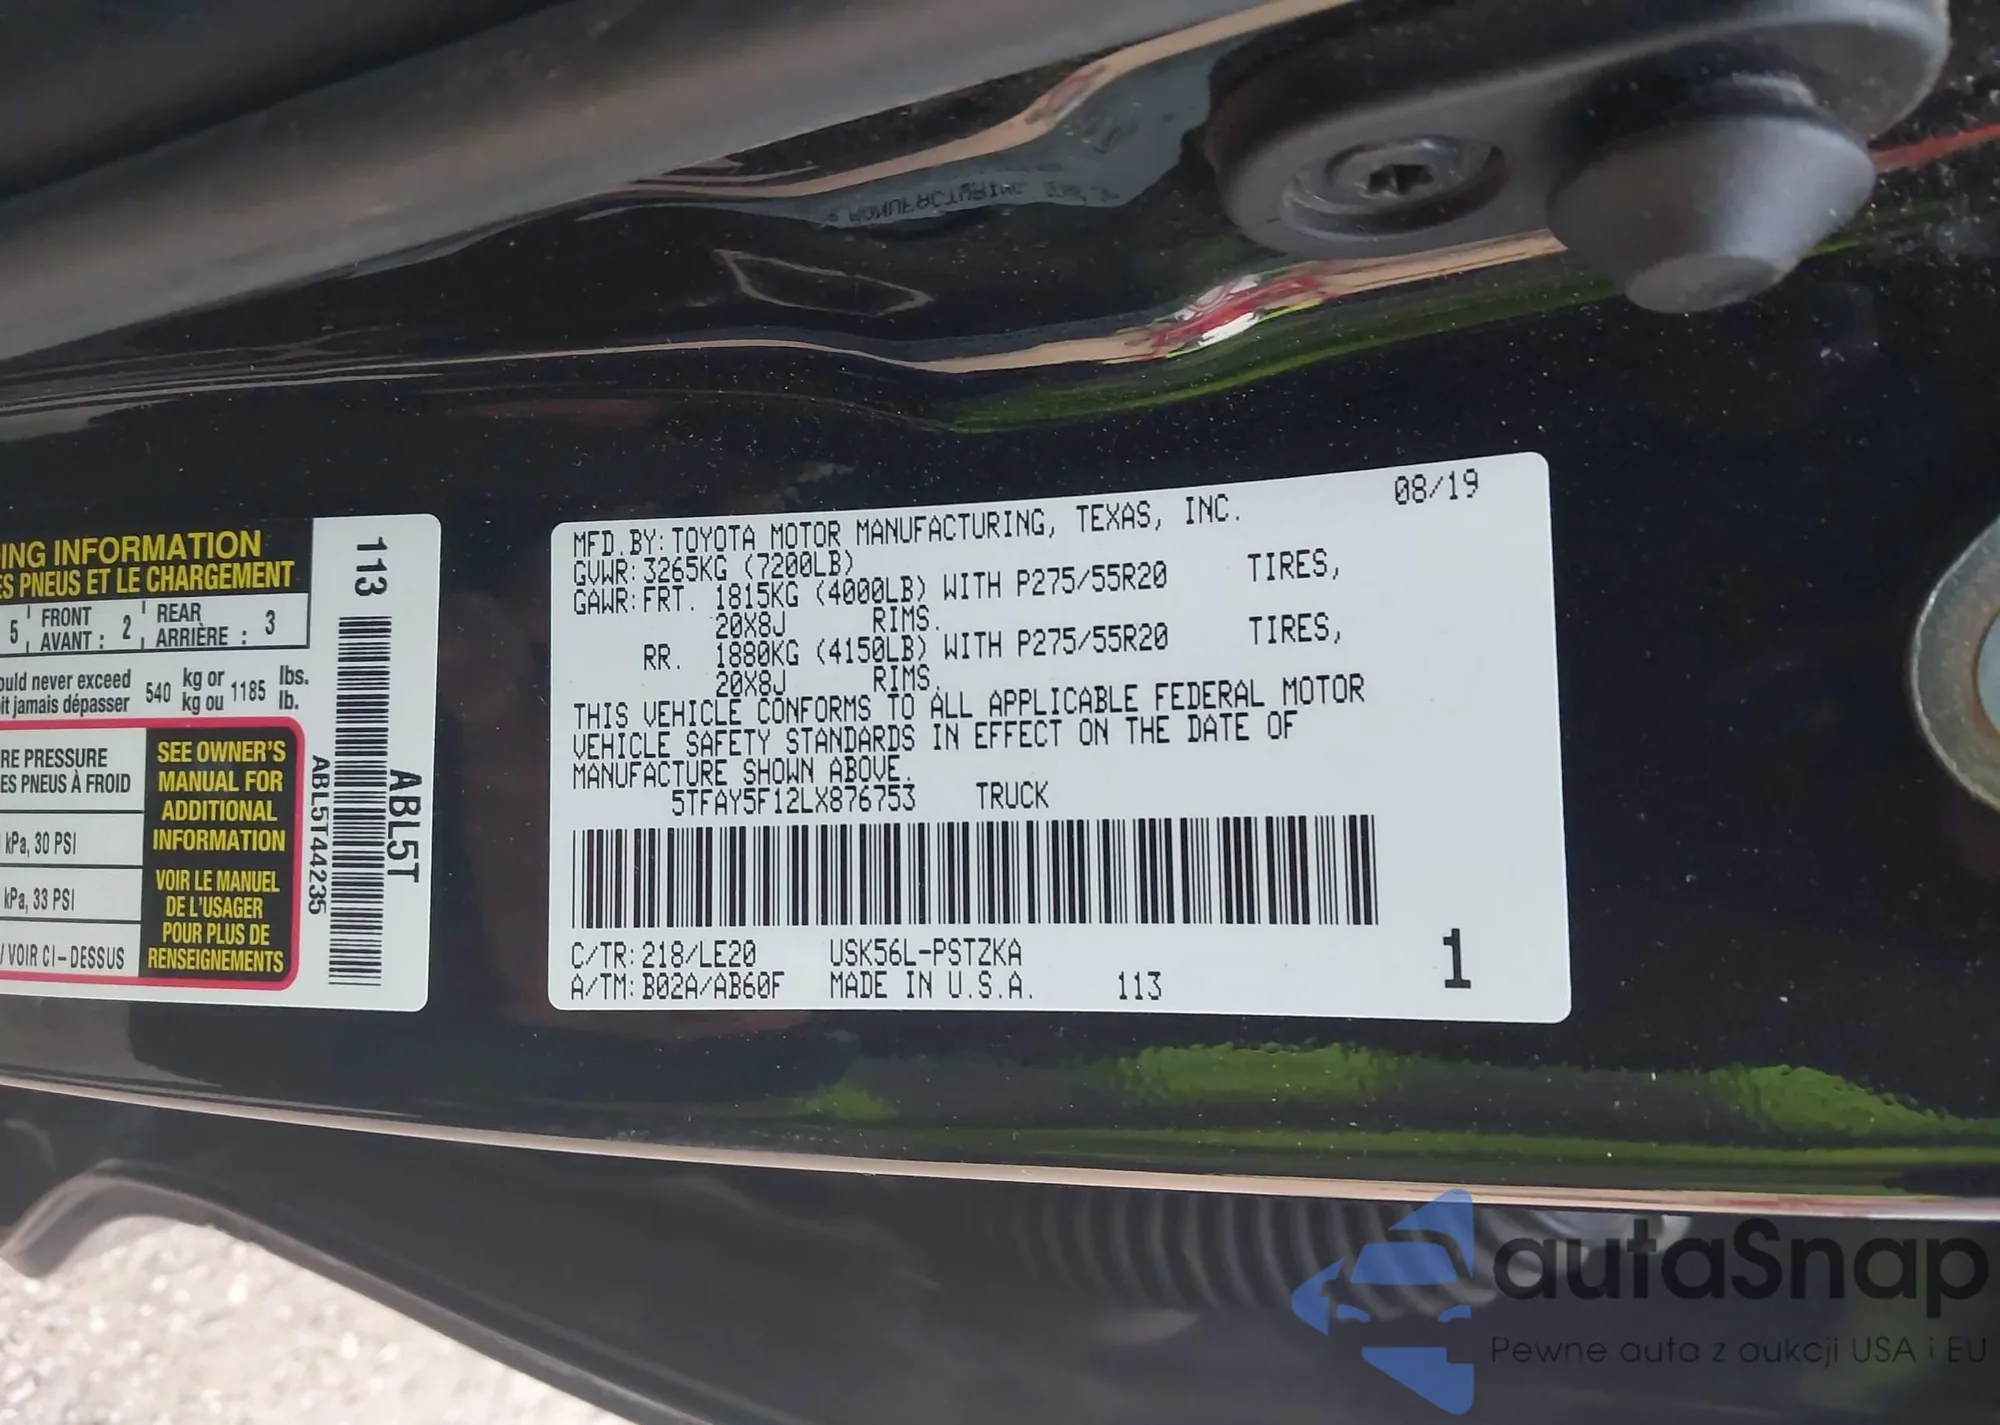 ING INFORMATION
ES PNEUS ET LE CHARGEMENT
5 FRONT AVANT : 2 REAR ARRIÈRE : 3
ould never exceed 540 kg or 1185 lbs.
it jamais dépasser kg ou lb.
RE PRESSURE
ES PNEUS À FROID
kPa, 30 PSI
kPa, 33 PSI
/ VOIR CI-DESSUS
SEE OWNER'S
MANUAL FOR
ADDITIONAL
INFORMATION
VOIR LE MANUEL
DE L'USAGER
POUR PLUS DE
RENSEIGNEMENTS
113
ABL5T44235
ABL5T
MFD.BY: TOYOTA MOTOR MANUFACTURING, TEXAS, INC. 08/19
GVWR: 3265KG (7200LB)
GAWR: FRT. 1815KG (4000LB) WITH P275/55R20 TIRES,
20X8J RIMS.
RR. 1880KG (4150LB) WITH P275/55R20 TIRES,
20X8J RIMS.
THIS VEHICLE CONFORMS TO ALL APPLICABLE FEDERAL MOTOR
VEHICLE SAFETY STANDARDS IN EFFECT ON THE DATE OF
MANUFACTURE SHOWN ABOVE.
5TFAY5F12LX876753 TRUCK
C/TR: 218/LE20 USK56L-PSTZKA
A/TM: B02A/AB60F MADE IN U.S.A. 113
1
autaSnap
Pewne auta z aukcji USA i EU